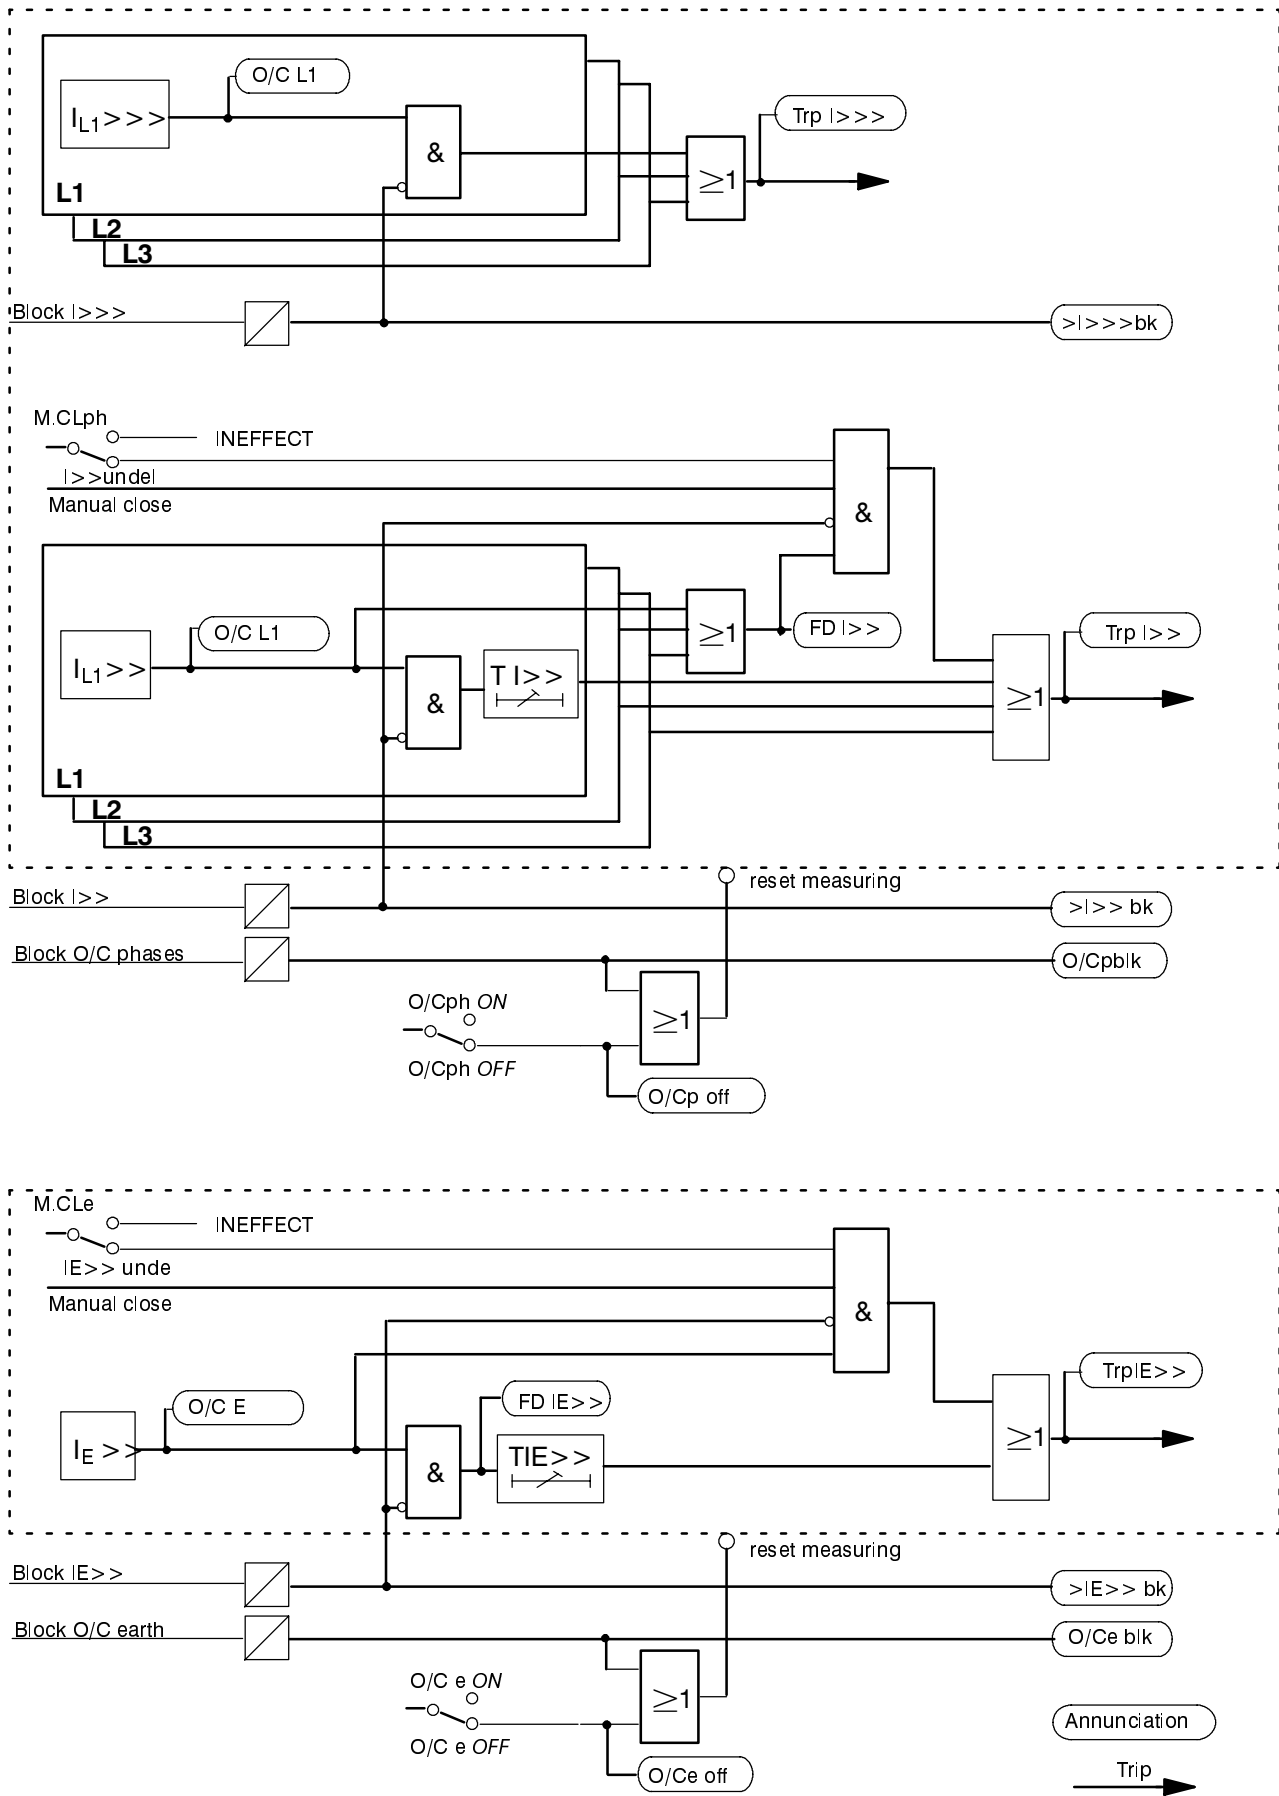 O/C L1
IL1>>>
&
Trp I>>>
≥1
L1
L2
L3
Block I>>>
>I>>>bk
M.CLph
INEFFECT
I>>undel
Manual close
&
O/C L1
IL1>>
&
T I>>
≥1
FD I>>
Trp I>>
≥1
L1
L2
L3
reset measuring
Block I>>
>I>> bk
Block O/C phases
O/Cpblk
O/Cph ON
≥1
O/Cph OFF
O/Cp off
M.CLe
INEFFECT
IE>> unde
Manual close
&
TrpIE>>
O/C E
FD IE>>
IE >>
&
TIE>>
≥1
reset measuring
Block IE>>
>IE>> bk
Block O/C earth
O/Ce blk
O/C e ON
≥1
O/C e OFF
Annunciation
O/Ce off
Trip